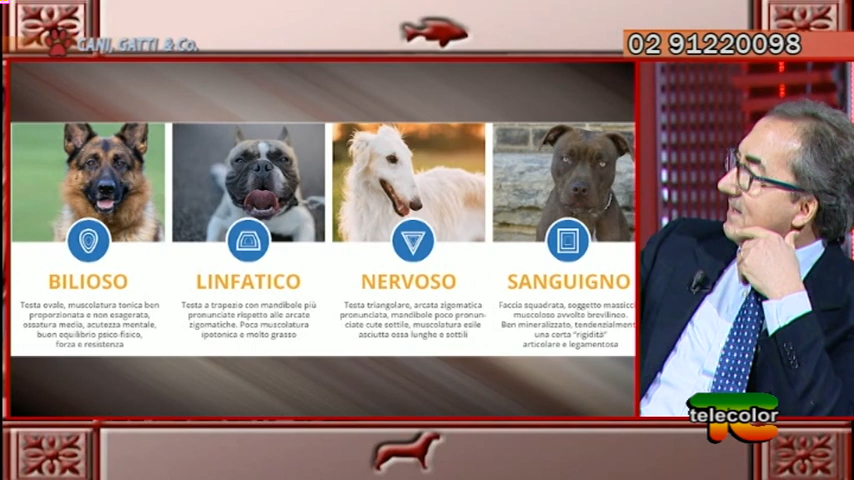 CANI, GATTI & Co.
02 91220098
BILIOSO
Testa ovale, muscolatura tonica ben
proporzionata e non esagerata,
ossatura media, acutezza mentale,
buon equilibrio psico-fisico,
forza e resistenza
LINFATICO
Testa a trapezio con mandibole più
pronunciate rispetto alle arcate
zigomatiche. Poca muscolatura
ipotonica e molto grasso
NERVOSO
Testa triangolare, arcata zigomatica
pronunciata, mandibole poco pronun-
ciate cute sottile, muscolatura esile
asciutta ossa lunghe e sottili
SANGUIGNO
Faccia squadrata, soggetto massicc
muscoloso avvolte brevilineo.
Ben mineralizzato, tendenzialment
una certa "rigidità"
articolare e legamentosa
telecolor
TC